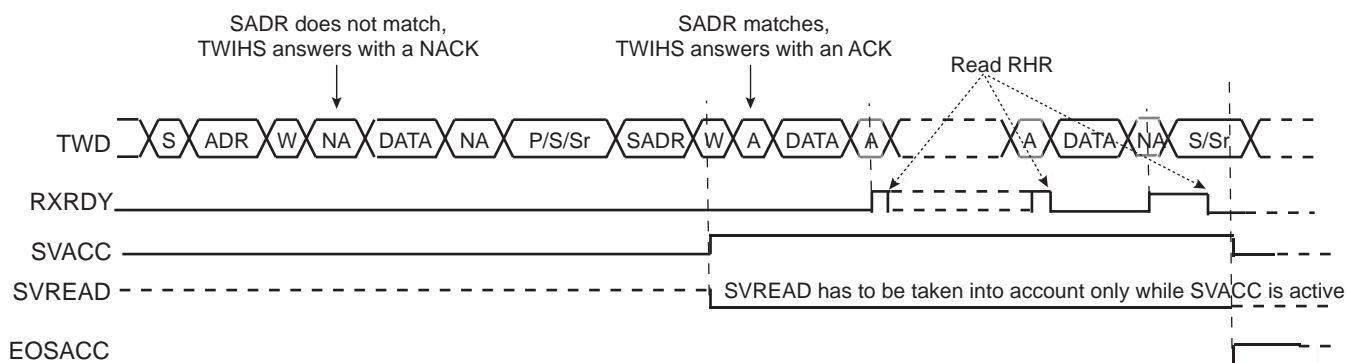 SADR does not match,
TWIHS answers with a NACK
SADR matches,
TWIHS answers with an ACK
Read RHR
TWD S ADR W NA DATA NA P/S/Sr SADR W A DATA A A DATA NA S/Sr
RXRDY
SVACC
SVREAD SVREAD has to be taken into account only while SVACC is active
EOSACC